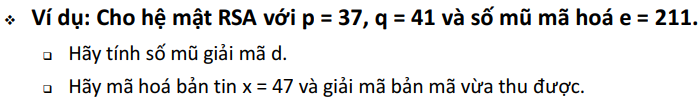 ❖ Ví dụ: Cho hệ mật RSA với p = 37, q = 41 và số mũ mã hoá e = 211.
❑ Hãy tính số mũ giải mã d.
❑ Hãy mã hoá bản tin x = 47 và giải mã bản mã vừa thu được.